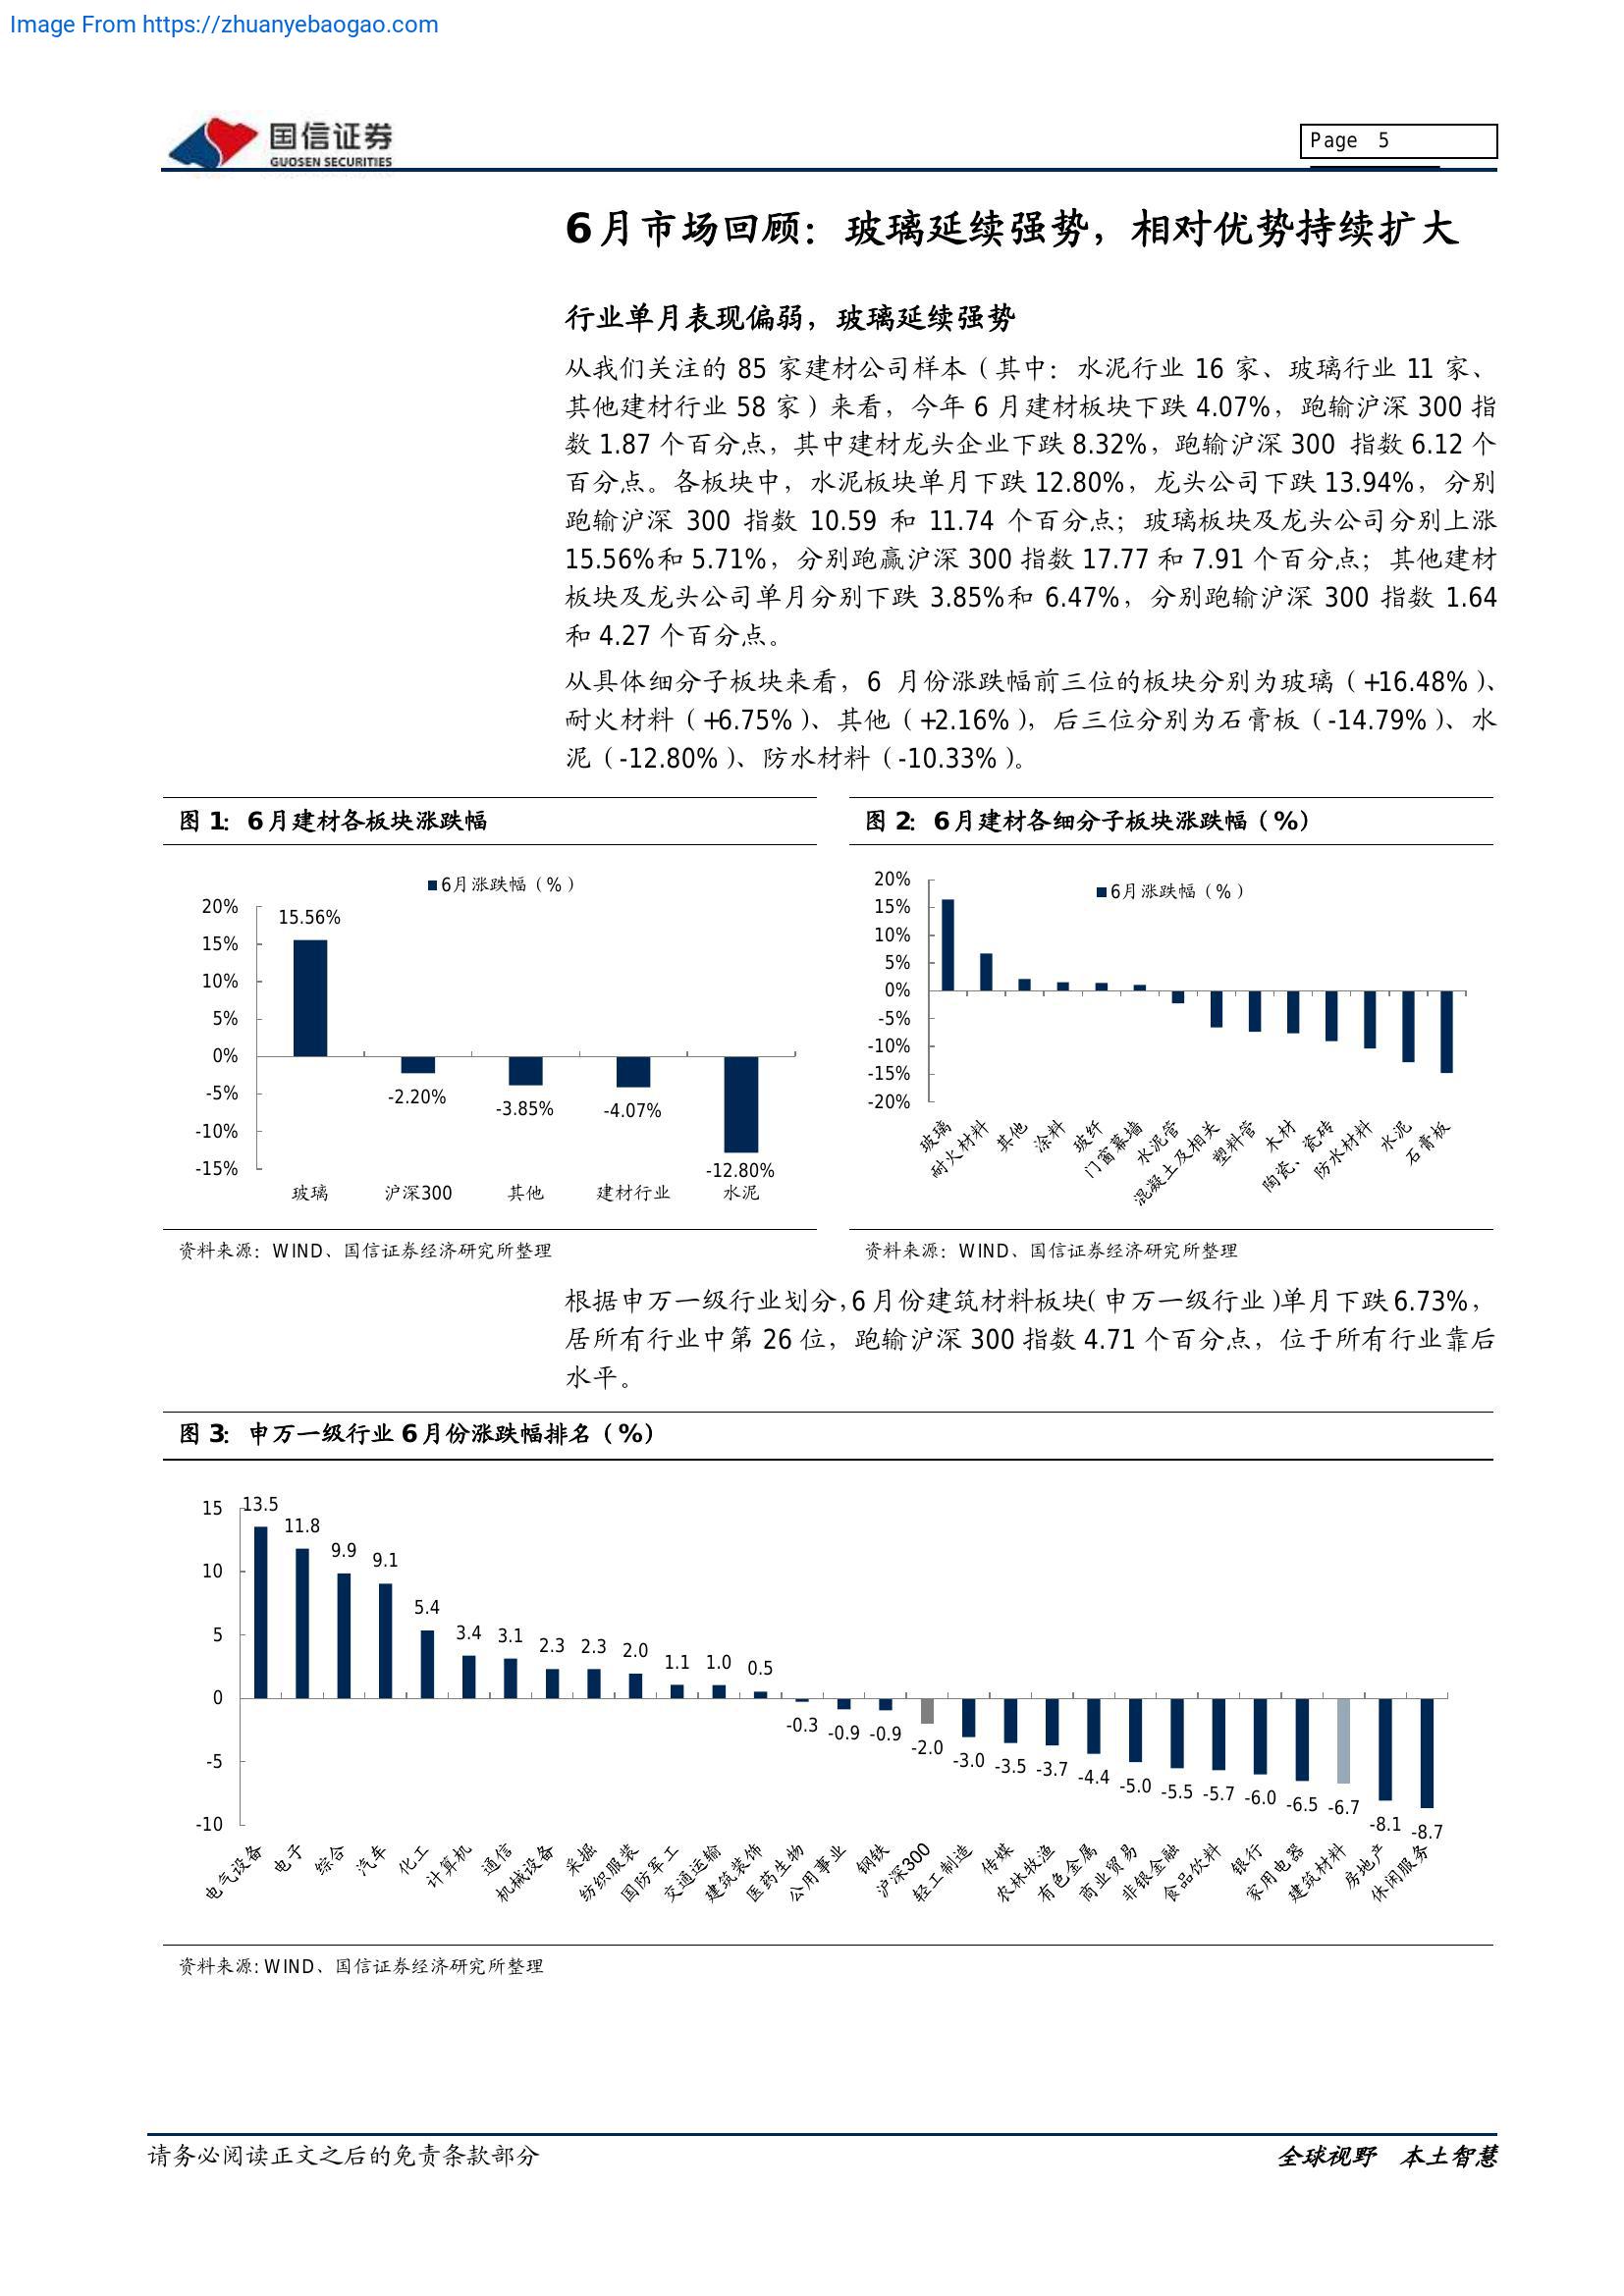 Image From https://zhuanyebaogao.com
国信证券
GUOSEN SECURITIES
Page 5
6月市场回顾：玻璃延续强势，相对优势持续扩大
行业单月表现偏弱，玻璃延续强势
从我们关注的 85 家建材公司样本（其中：水泥行业 16 家、玻璃行业 11 家、
其他建材行业 58 家）来看，今年 6 月建材板块下跌 4.07%，跑输沪深 300 指
数 1.87 个百分点，其中建材龙头企业下跌 8.32%，跑输沪深 300 指数 6.12 个
百分点。各板块中，水泥板块单月下跌 12.80%，龙头公司下跌 13.94%，分别
跑输沪深 300 指数 10.59 和 11.74 个百分点；玻璃板块及龙头公司分别上涨
15.56%和 5.71%，分别跑赢沪深 300 指数 17.77 和 7.91 个百分点；其他建材
板块及龙头公司单月分别下跌 3.85%和 6.47%，分别跑输沪深 300 指数 1.64
和 4.27 个百分点。
从具体细分子板块来看，6 月份涨跌幅前三位的板块分别为玻璃（+16.48%）、
耐火材料（+6.75%）、其他（+2.16%），后三位分别为石膏板（-14.79%）、水
泥（-12.80%）、防水材料（-10.33%）。
图 1：6月建材各板块涨跌幅
6月涨跌幅（%）
20%
15%
10%
5%
0%
-5%
-10%
-15%
15.56%
-2.20%
-3.85%
-4.07%
-12.80%
玻璃
沪深300
其他
建材行业
水泥
资料来源：WIND、国信证券经济研究所整理
图 2：6月建材各细分子板块涨跌幅（%）
6月涨跌幅（%）
20%
15%
10%
5%
0%
-5%
-10%
-15%
-20%
玻璃
耐火材料
其他
涂料
玻纤
门窗幕墙
水泥管
混凝土及相关
塑料管
木材
陶瓷、瓷砖
防水材料
水泥
石膏板
资料来源：WIND、国信证券经济研究所整理
根据申万一级行业划分，6 月份建筑材料板块（申万一级行业）单月下跌 6.73%，
居所有行业中第 26 位，跑输沪深 300 指数 4.71 个百分点，位于所有行业靠后
水平。
图 3：申万一级行业 6月份涨跌幅排名（%）
15
10
5
0
-5
-10
13.5
11.8
9.9
9.1
5.4
3.4
3.1
2.3
2.3
2.0
1.1
1.0
0.5
-0.3
-0.9
-0.9
-2.0
-3.0
-3.5
-3.7
-4.4
-5.0
-5.5
-5.7
-6.0
-6.5
-6.7
-8.1
-8.7
电气设备
电子
综合
汽车
化工
计算机
通信
机械设备
采掘
纺织服装
国防军工
交通运输
建筑装饰
医药生物
公用事业
钢铁
沪深300
轻工制造
传媒
农林牧渔
有色金属
商业贸易
非银金融
食品饮料
银行
家用电器
建筑材料
房地产
休闲服务
资料来源：WIND、国信证券经济研究所整理
请务必阅读正文之后的免责条款部分
全球视野 本土智慧